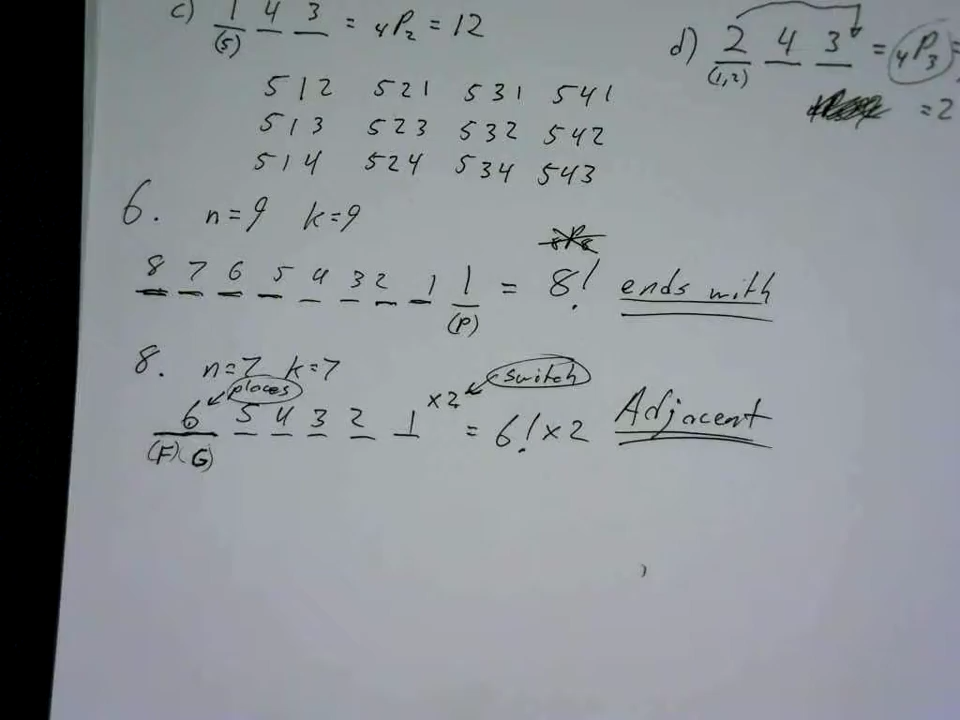 c) 1 4 3 = 4P2 = 12
(5)
d) 2 4 3 = 4P3 =
(1,2)
= 2
512 521 531 541
513 523 532 542
514 524 534 543
6. n=9 k=9
8 7 6 5 4 3 2 1 1 = 8! ends with
(P)
8. n=7 k=7
places switch
6 5 4 3 2 1 ×2 = 6!×2 Adjacent
(F)(G)